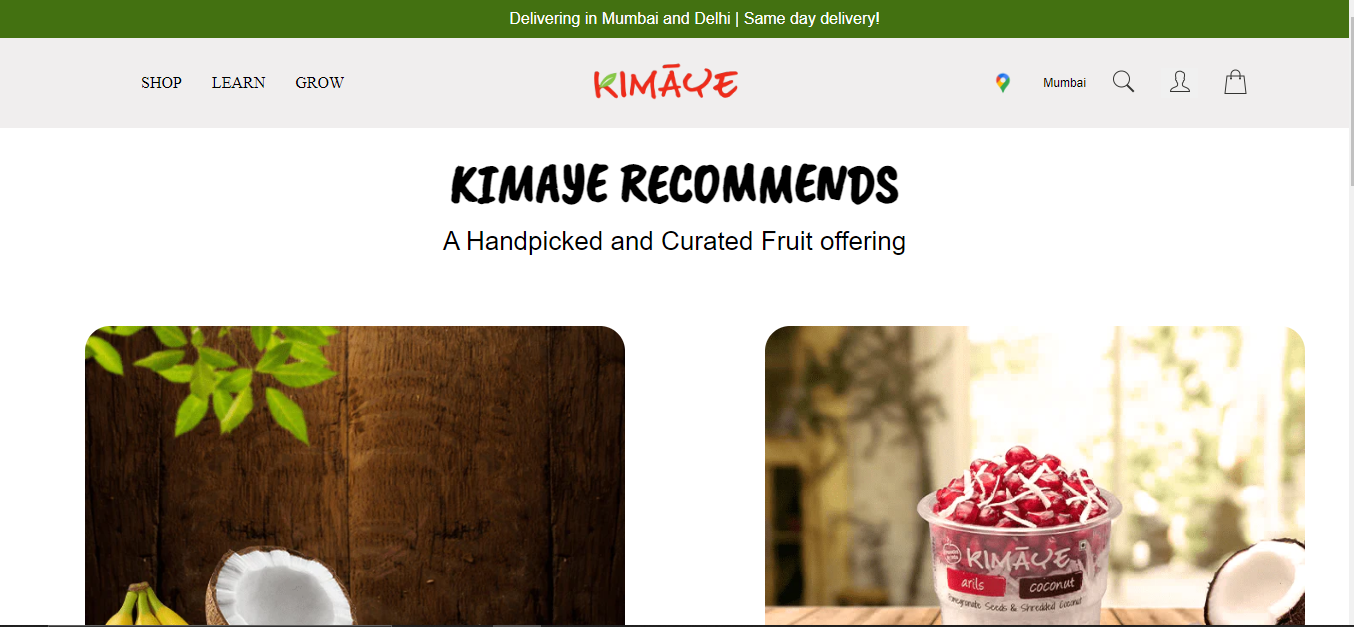 Delivering in Mumbai and Delhi | Same day delivery!
SHOP LEARN GROW
KIMĀYE
Mumbai
KIMAYE RECOMMENDS
A Handpicked and Curated Fruit offering
KIMĀYE
arils coconut
Pomegranate Seeds & Shredded Coconut